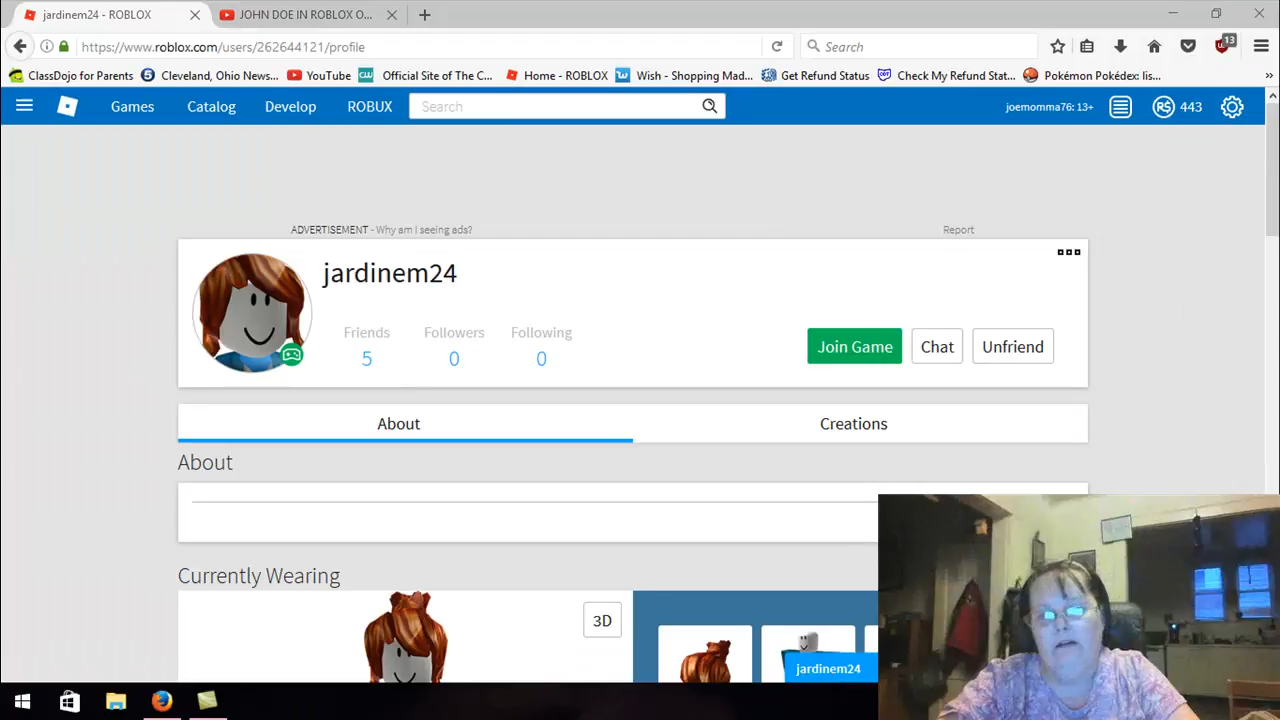 jardinem24 - ROBLOX
JOHN DOE IN ROBLOX O...
https://www.roblox.com/users/262644121/profile
Search
13
ClassDojo for Parents
Cleveland, Ohio News...
YouTube
CW Official Site of The C...
Home - ROBLOX
Wish - Shopping Mad...
Get Refund Status
Check My Refund Stat...
Pokémon Pokédex: lis...
Games
Catalog
Develop
ROBUX
Search
joemomma76: 13+
R$ 443
ADVERTISEMENT - Why am I seeing ads?
Report
jardinem24
Friends
Followers
Following
5
0
0
Join Game
Chat
Unfriend
About
Creations
About
Currently Wearing
3D
jardinem24